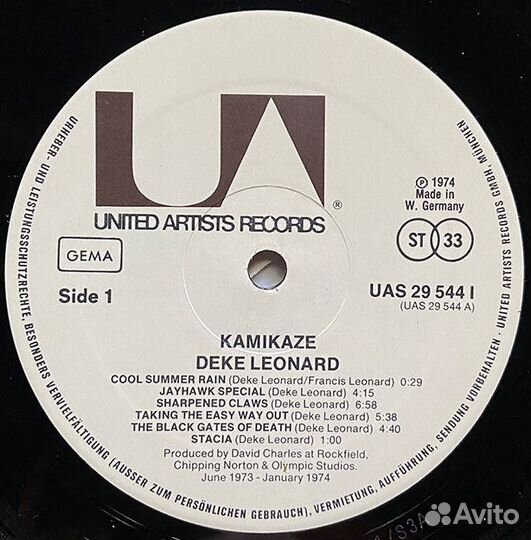 UA
UNITED ARTISTS RECORDS ®
℗ 1974
Made in
W. Germany
GEMA
ST 33
Side 1
UAS 29 544 I
(UAS 29 544 A)
KAMIKAZE
DEKE LEONARD
COOL SUMMER RAIN (Deke Leonard/Francis Leonard) 0:29
JAYHAWK SPECIAL (Deke Leonard) 4:15
SHARPENED CLAWS (Deke Leonard) 6:58
TAKING THE EASY WAY OUT (Deke Leonard) 5:38
THE BLACK GATES OF DEATH (Deke Leonard) 4:40
STACIA (Deke Leonard) 1:00
Produced by David Charles at Rockfield,
Chipping Norton & Olympic Studios.
June 1973 - January 1974
URHEBER- UND LEISTUNGSSCHUTZRECHTE, BESONDERS VERVIELFÄLTIGUNG (AUSSER ZUM PERSÖNLICHEN GEBRAUCH), VERMIETUNG, AUFFÜHRUNG, SENDUNG VORBEHALTEN · UNITED ARTISTS RECORDS GMBH, MÜNCHEN
Avito